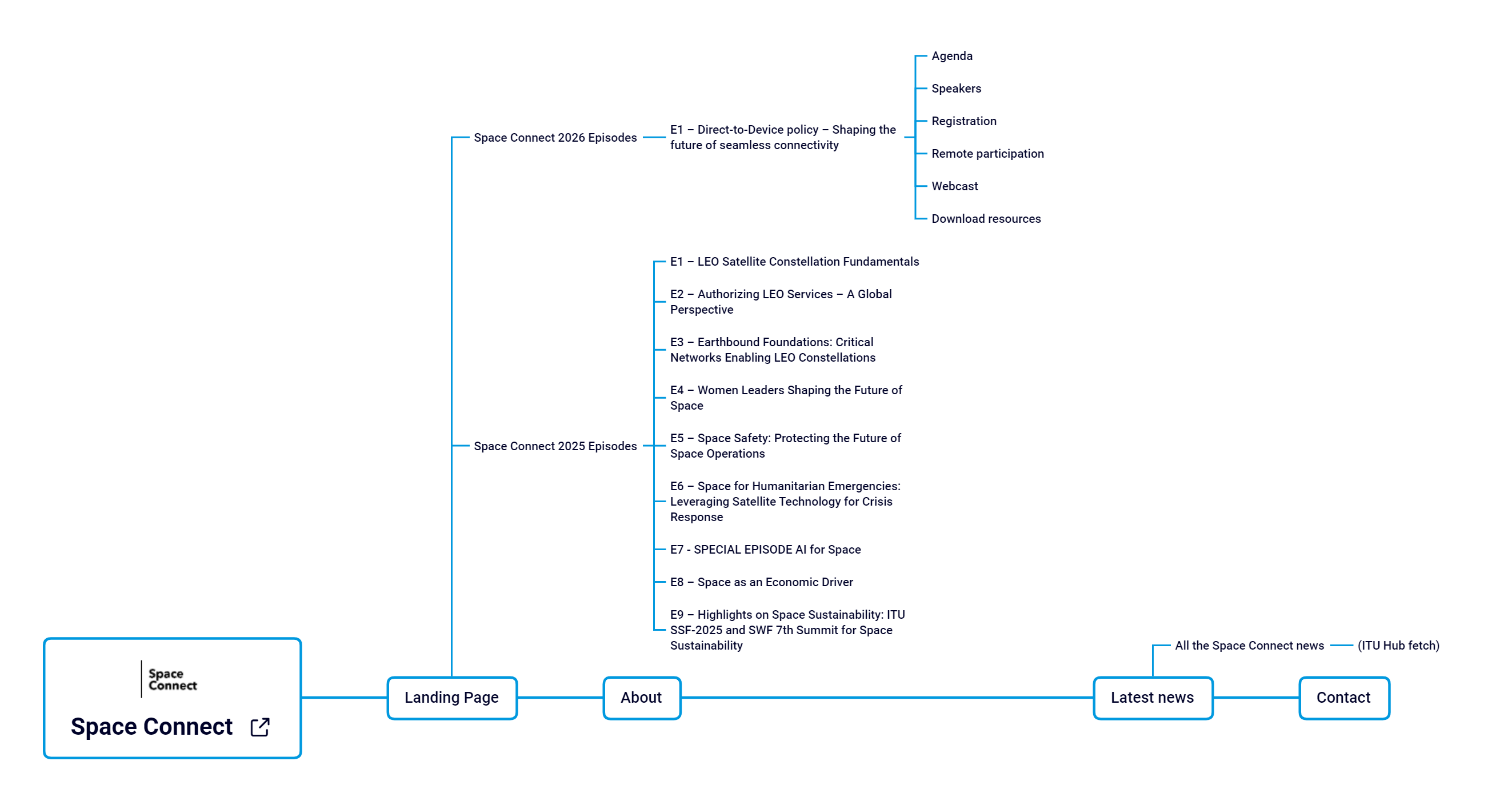 Agenda
Speakers
Registration
Remote participation
Webcast
Download resources
Space Connect 2026 Episodes
E1 – Direct-to-Device policy – Shaping the
future of seamless connectivity
E1 – LEO Satellite Constellation Fundamentals
E2 – Authorizing LEO Services – A Global
Perspective
E3 – Earthbound Foundations: Critical
Networks Enabling LEO Constellations
E4 – Women Leaders Shaping the Future of
Space
Space Connect 2025 Episodes
E5 – Space Safety: Protecting the Future of
Space Operations
E6 – Space for Humanitarian Emergencies:
Leveraging Satellite Technology for Crisis
Response
E7 - SPECIAL EPISODE AI for Space
E8 – Space as an Economic Driver
E9 – Highlights on Space Sustainability: ITU
SSF-2025 and SWF 7th Summit for Space
Sustainability
All the Space Connect news
(ITU Hub fetch)
Space
Connect
Space Connect
Landing Page
About
Latest news
Contact